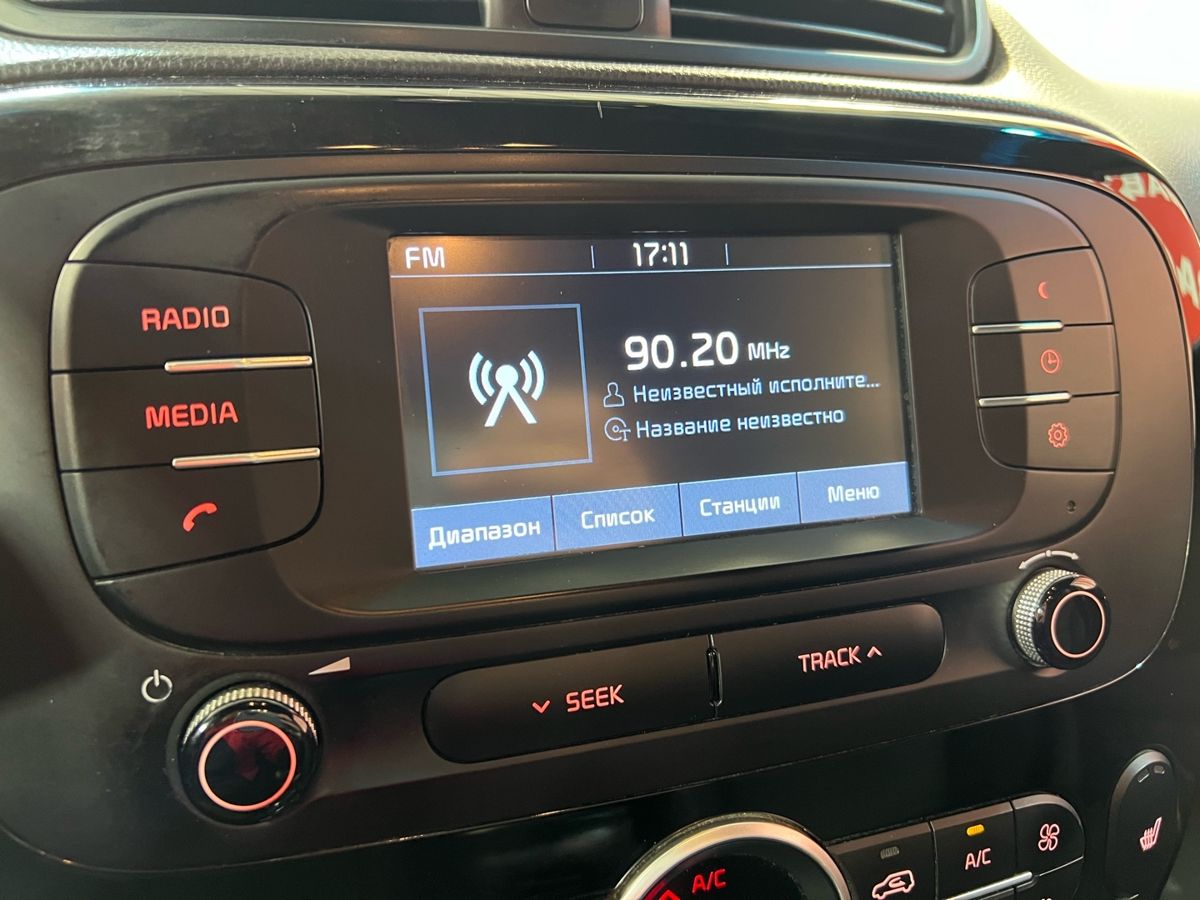 FM
17:11
RADIO
90.20 MHz
Неизвестный исполните...
MEDIA
Название неизвестно
Диапазон
Список
Станции
Меню
TRACK
SEEK
A/C
A/C